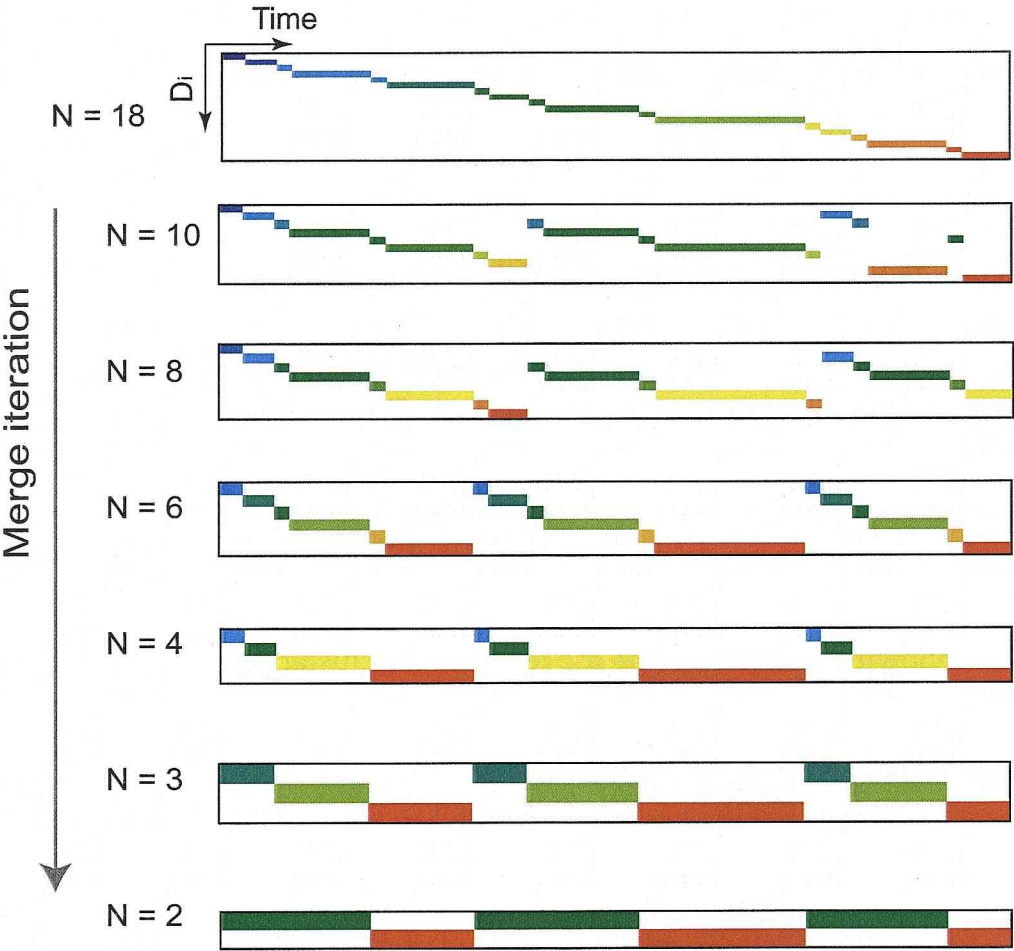 Time
Di
N = 18
N = 10
N = 8
N = 6
N = 4
N = 3
N = 2
Merge iteration